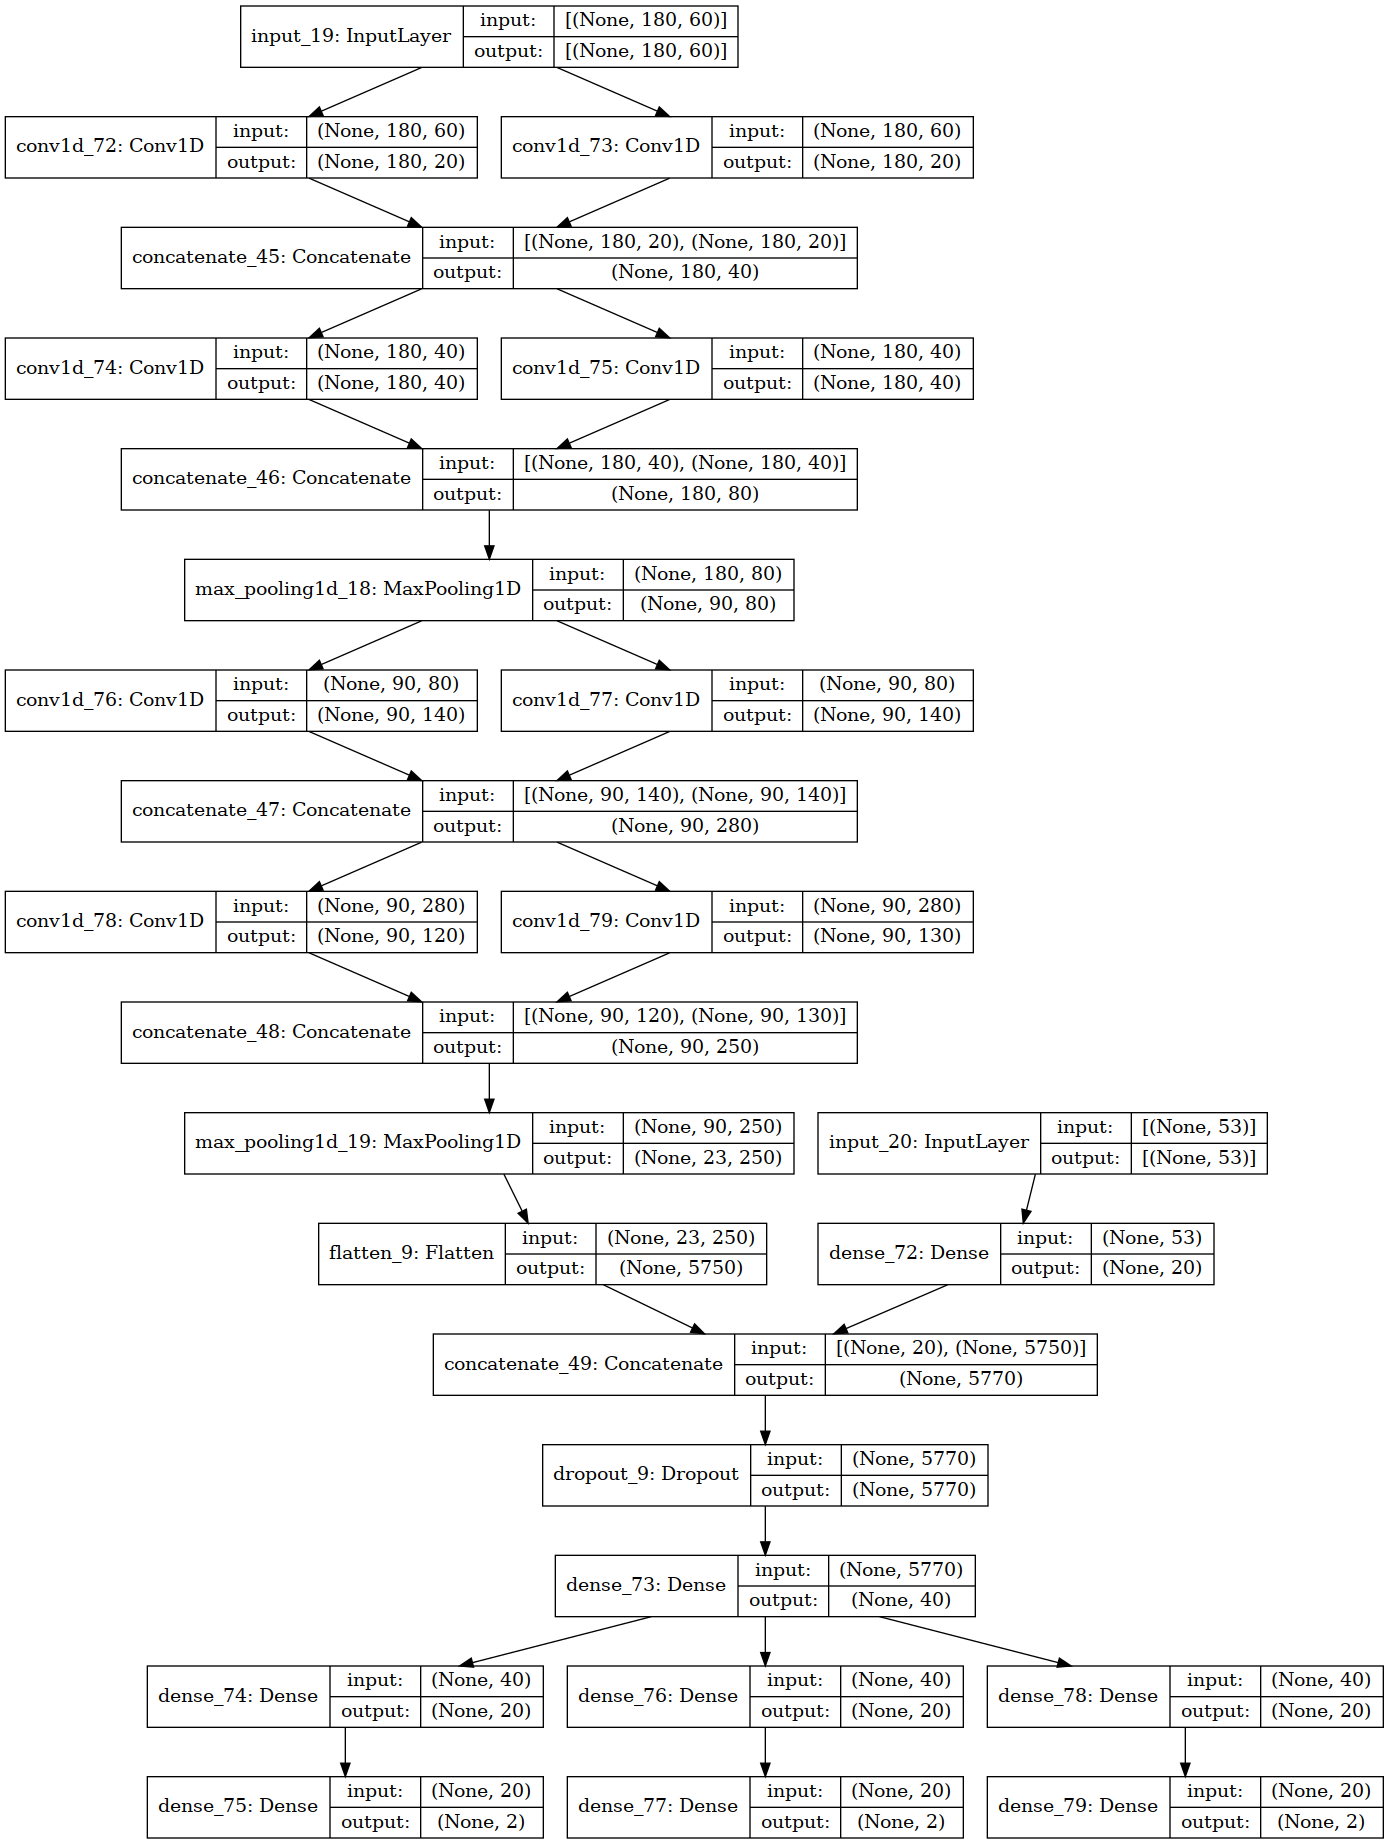 input_19: InputLayer
input: [(None, 180, 60)]
output: [(None, 180, 60)]
conv1d_72: Conv1D
input: (None, 180, 60)
output: (None, 180, 20)
conv1d_73: Conv1D
input: (None, 180, 60)
output: (None, 180, 20)
concatenate_45: Concatenate
input: [(None, 180, 20), (None, 180, 20)]
output: (None, 180, 40)
conv1d_74: Conv1D
input: (None, 180, 40)
output: (None, 180, 40)
conv1d_75: Conv1D
input: (None, 180, 40)
output: (None, 180, 40)
concatenate_46: Concatenate
input: [(None, 180, 40), (None, 180, 40)]
output: (None, 180, 80)
max_pooling1d_18: MaxPooling1D
input: (None, 180, 80)
output: (None, 90, 80)
conv1d_76: Conv1D
input: (None, 90, 80)
output: (None, 90, 140)
conv1d_77: Conv1D
input: (None, 90, 80)
output: (None, 90, 140)
concatenate_47: Concatenate
input: [(None, 90, 140), (None, 90, 140)]
output: (None, 90, 280)
conv1d_78: Conv1D
input: (None, 90, 280)
output: (None, 90, 120)
conv1d_79: Conv1D
input: (None, 90, 280)
output: (None, 90, 130)
concatenate_48: Concatenate
input: [(None, 90, 120), (None, 90, 130)]
output: (None, 90, 250)
max_pooling1d_19: MaxPooling1D
input: (None, 90, 250)
output: (None, 23, 250)
input_20: InputLayer
input: [(None, 53)]
output: [(None, 53)]
flatten_9: Flatten
input: (None, 23, 250)
output: (None, 5750)
dense_72: Dense
input: (None, 53)
output: (None, 20)
concatenate_49: Concatenate
input: [(None, 20), (None, 5750)]
output: (None, 5770)
dropout_9: Dropout
input: (None, 5770)
output: (None, 5770)
dense_73: Dense
input: (None, 5770)
output: (None, 40)
dense_74: Dense
input: (None, 40)
output: (None, 20)
dense_76: Dense
input: (None, 40)
output: (None, 20)
dense_78: Dense
input: (None, 40)
output: (None, 20)
dense_75: Dense
input: (None, 20)
output: (None, 2)
dense_77: Dense
input: (None, 20)
output: (None, 2)
dense_79: Dense
input: (None, 20)
output: (None, 2)